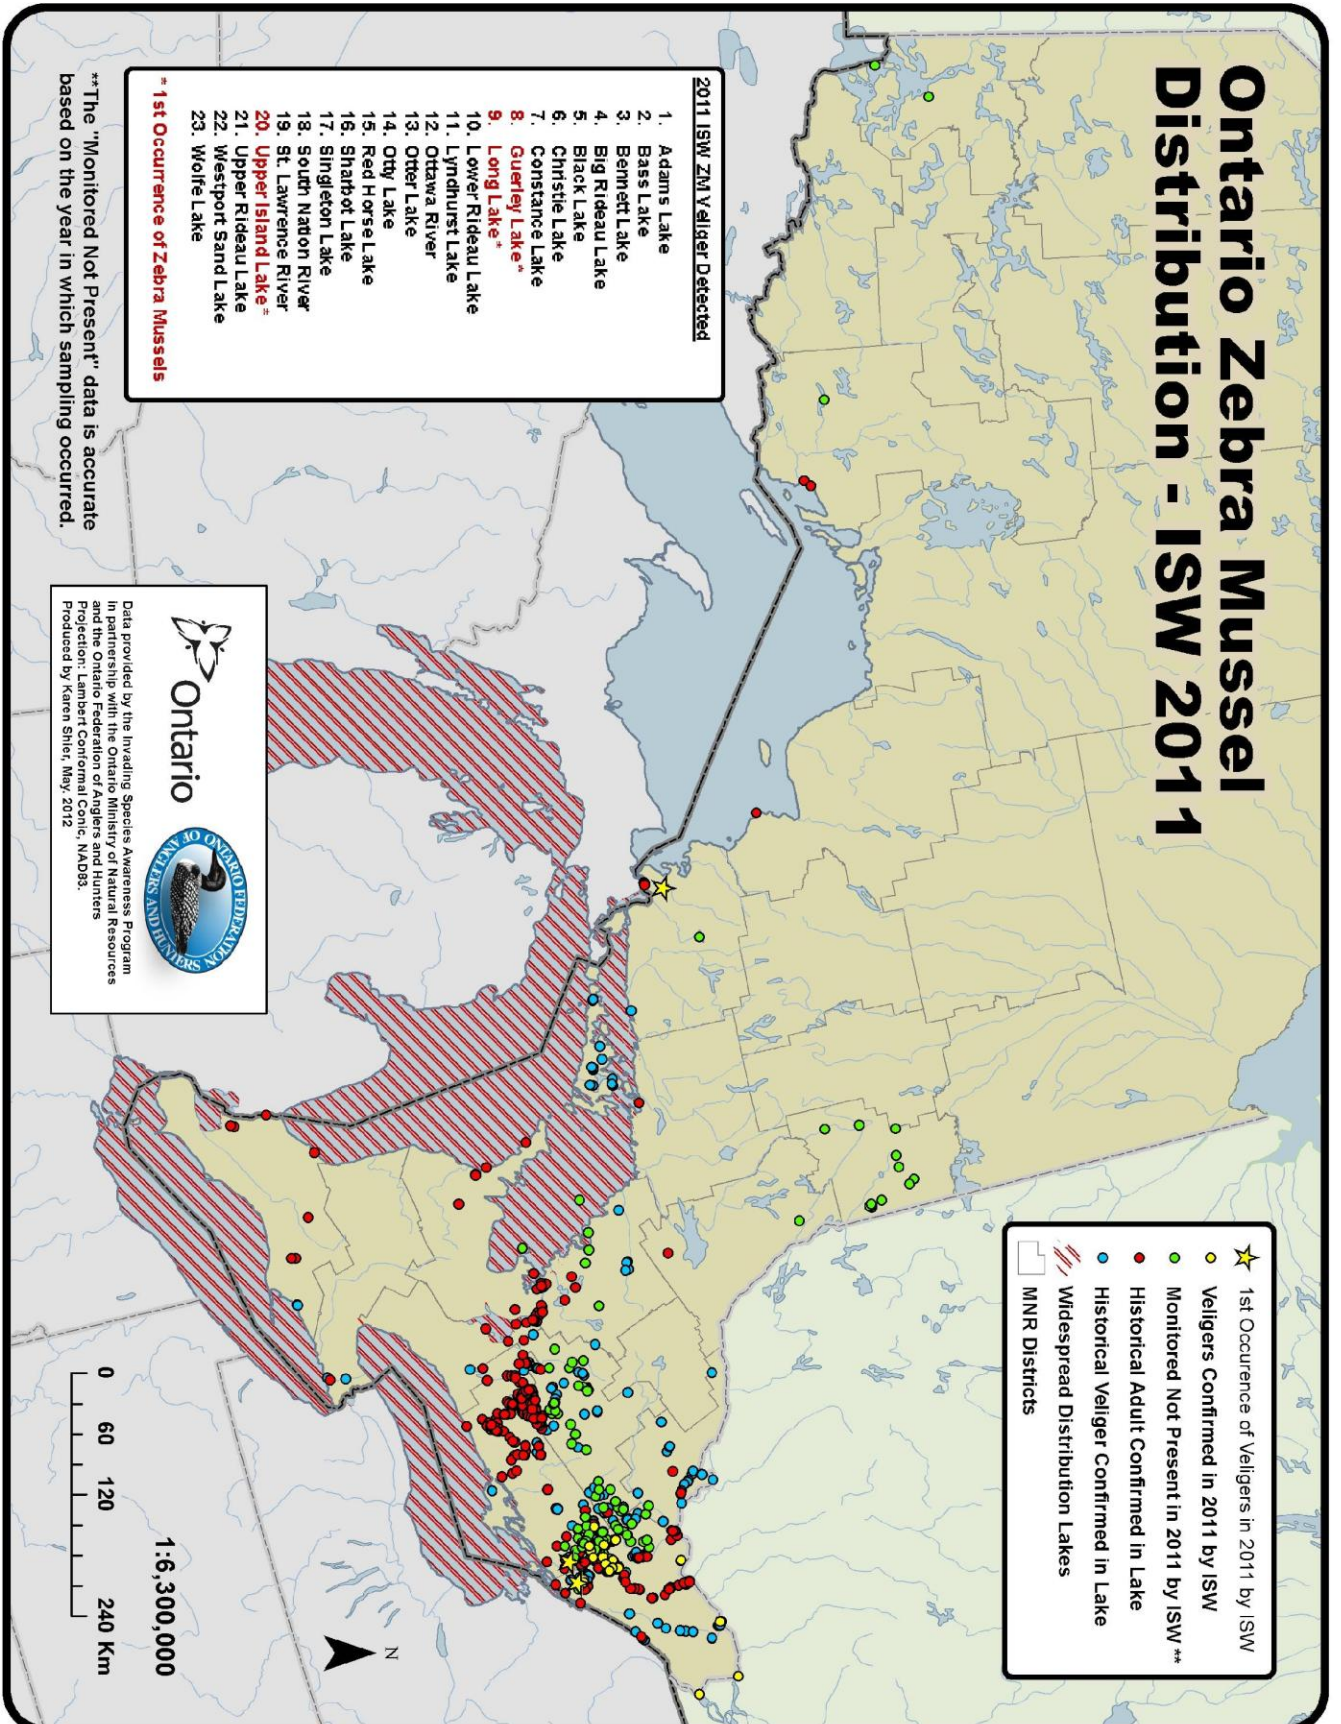 Ontario Zebra Mussel
Distribution - ISW 2011
1st Occurence of Veligers in 2011 by ISW
Veligers Confirmed in 2011 by ISW
Monitored Not Present in 2011 by ISW **
Historical Adult Confirmed in Lake
Historical Veliger Confirmed in Lake
Widespread Distribution Lakes
MNR Districts
2011 ISW ZM Veliger Detected
1. Adams Lake
2. Bass Lake
3. Bennett Lake
4. Big Rideau Lake
5. Black Lake
6. Christie Lake
7. Constance Lake
8. Guerley Lake*
9. Long Lake*
10. Lower Rideau Lake
11. Lyndhurst Lake
12. Ottawa River
13. Otter Lake
14. Otty Lake
15. Red Horse Lake
16. Sharbot Lake
17. Singleton Lake
18. South Nation River
19. St. Lawrence River
20. Upper Island Lake*
21. Upper Rideau Lake
22. Westport Sand Lake
23. Wolfe Lake
* 1st Occurrence of Zebra Mussels
**The "Monitored Not Present" data is accurate
based on the year in which sampling occurred.
Ontario
ONTARIO FEDERATION
OF ANGLERS AND HUNTERS
Data provided by the Invading Species Awareness Program
in partnership with the Ontario Ministry of Natural Resources
and the Ontario Federation of Anglers and Hunters
Projection: Lambert Conformal Conic, NAD83.
Produced by Karen Shier, May, 2012
0 60 120 240 Km
1:6,300,000
N